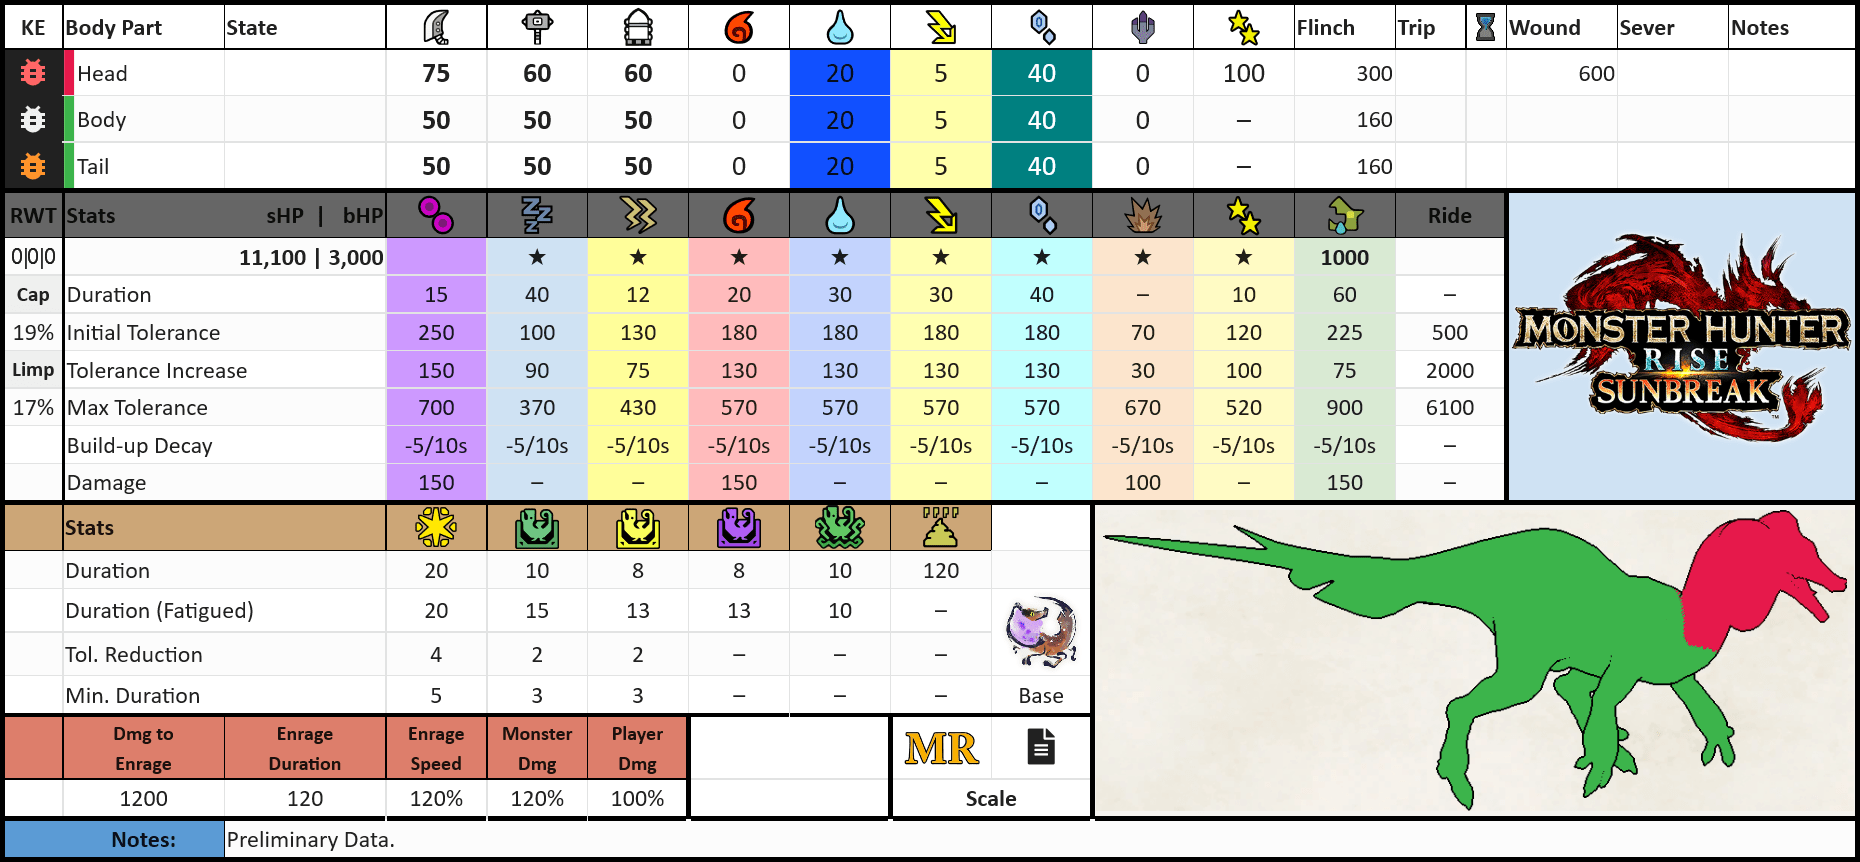 KE Body Part State Flinch Trip Wound Sever Notes
Head 75 60 60 0 20 5 40 0 100 300 600
Body 50 50 50 0 20 5 40 0 – 160
Tail 50 50 50 0 20 5 40 0 – 160
RWT Stats sHP | bHP Ride
0|0|0 11,100 | 3,000 ★ ★ ★ ★ ★ ★ ★ ★ 1000
Cap Duration 15 40 12 20 30 30 40 – 10 60 –
19% Initial Tolerance 250 100 130 180 180 180 180 70 120 225 500
Limp Tolerance Increase 150 90 75 130 130 130 130 30 100 75 2000
17% Max Tolerance 700 370 430 570 570 570 570 670 520 900 6100
Build-up Decay -5/10s -5/10s -5/10s -5/10s -5/10s -5/10s -5/10s -5/10s -5/10s -5/10s –
Damage 150 – – 150 – – – 100 – 150 –
MONSTER HUNTER
RISE
SUNBREAK
™
Stats
Duration 20 10 8 8 10 120
Duration (Fatigued) 20 15 13 13 10 –
Tol. Reduction 4 2 2 – – –
Min. Duration 5 3 3 – – – Base
Dmg to Enrage Enrage Monster Player
Enrage Duration Speed Dmg Dmg
MR
1200 120 120% 120% 100% Scale
Notes: Preliminary Data.